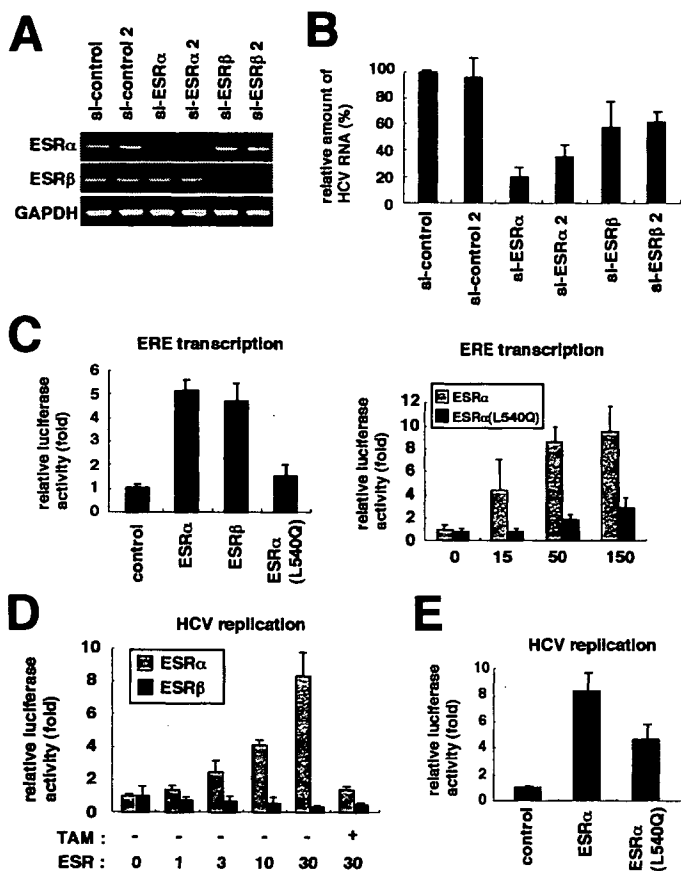 A
si-control
si-control 2
si-ESRα
si-ESRα 2
si-ESRβ
si-ESRβ 2
ESRα
ESRβ
GAPDH
B
relative amount of
HCV RNA (%)
100
80
60
40
20
0
si-control
si-control 2
si-ESRα
si-ESRα 2
si-ESRβ
si-ESRβ 2
C
ERE transcription
relative luciferase
activity (fold)
6
5
4
3
2
1
0
control
ESRα
ESRβ
ESRα
(L540Q)
ERE transcription
relative luciferase
activity (fold)
ESRα
ESRα(L540Q)
12
10
8
6
4
2
0
0 15 50 150
D
HCV replication
relative luciferase
activity (fold)
ESRα
ESRβ
10
8
6
4
2
0
TAM : - - - - - +
ESR : 0 1 3 10 30 30
E
HCV replication
relative luciferase
activity (fold)
10
8
6
4
2
0
control
ESRα
ESRα
(L540Q)